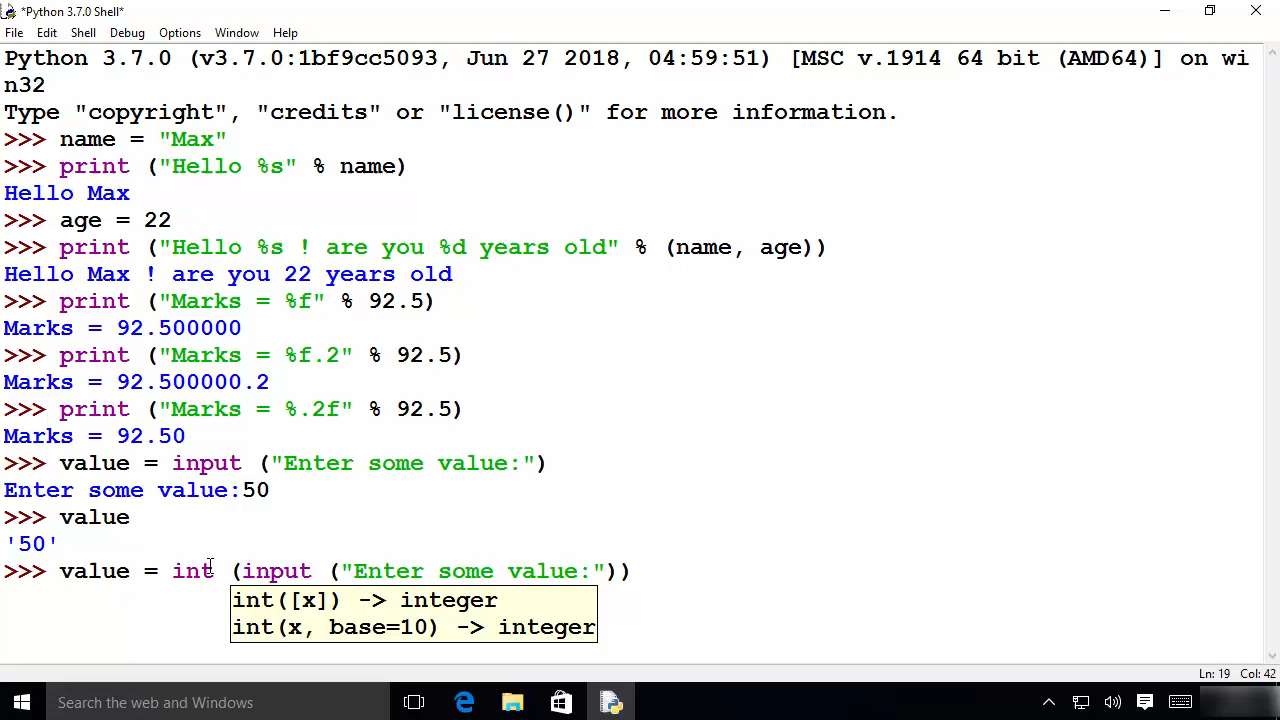 *Python 3.7.0 Shell*
File Edit Shell Debug Options Window Help
Python 3.7.0 (v3.7.0:1bf9cc5093, Jun 27 2018, 04:59:51) [MSC v.1914 64 bit (AMD64)] on wi
n32
Type "copyright", "credits" or "license()" for more information.
>>> name = "Max"
>>> print ("Hello %s" % name)
Hello Max
>>> age = 22
>>> print ("Hello %s ! are you %d years old" % (name, age))
Hello Max ! are you 22 years old
>>> print ("Marks = %f" % 92.5)
Marks = 92.500000
>>> print ("Marks = %f.2" % 92.5)
Marks = 92.500000.2
>>> print ("Marks = %.2f" % 92.5)
Marks = 92.50
>>> value = input ("Enter some value:")
Enter some value:50
>>> value
'50'
>>> value = int (input ("Enter some value:"))
int([x]) -> integer
int(x, base=10) -> integer
Ln: 19 Col: 42
Search the web and Windows